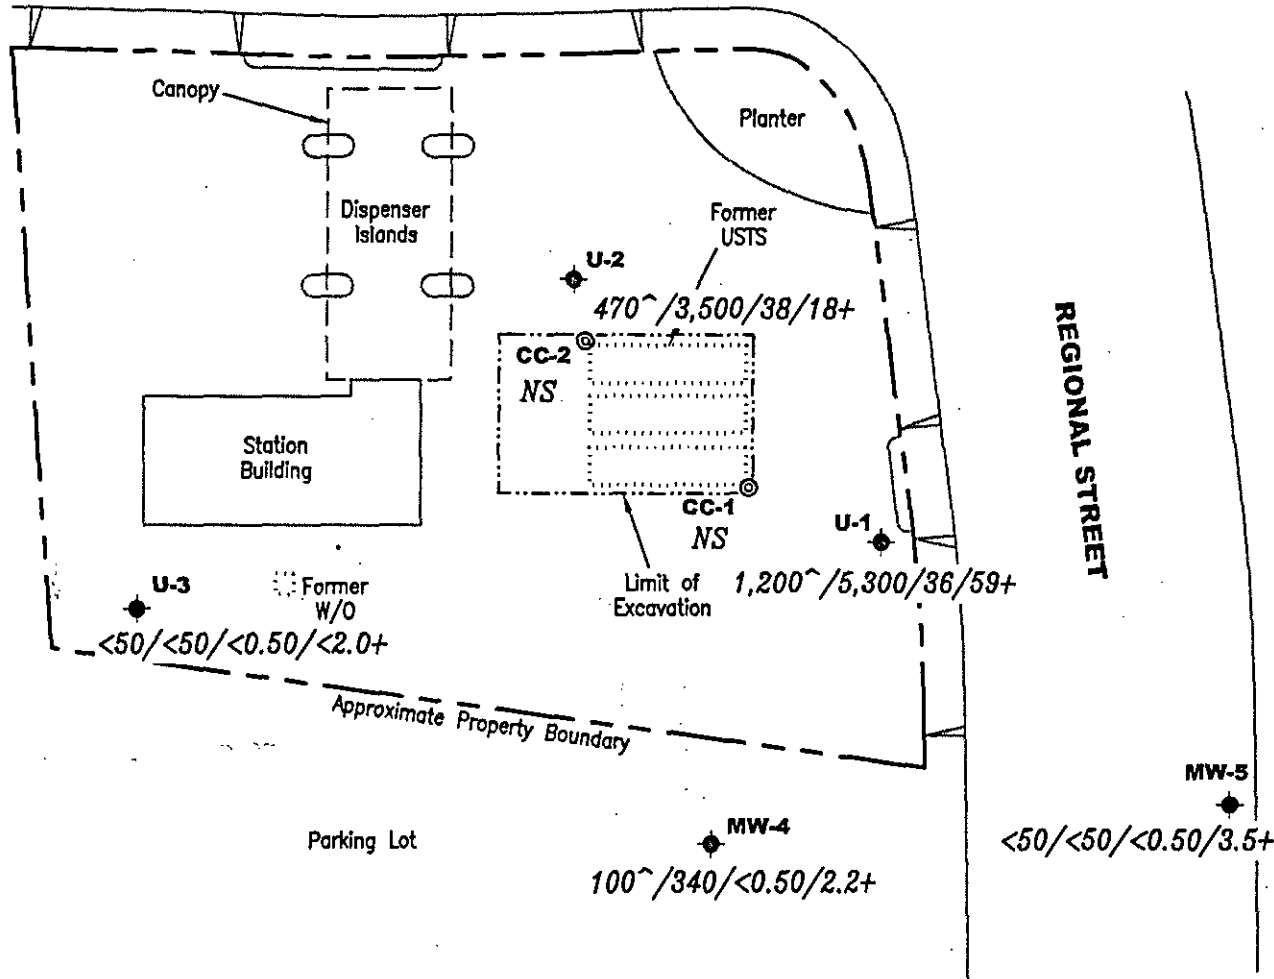 Canopy
Planter
Dispenser
Islands
Former
USTS
U-2
470^/3,500/38/18+
CC-2
NS
Station
Building
CC-1
NS
U-1
1,200^/5,300/36/59+
Limit of
Excavation
REGIONAL STREET
U-3
Former
W/O
<50/<50/<0.50/<2.0+
Approximate Property Boundary
Parking Lot
MW-4
100^/340/<0.50/2.2+
MW-5
<50/<50/<0.50/3.5+